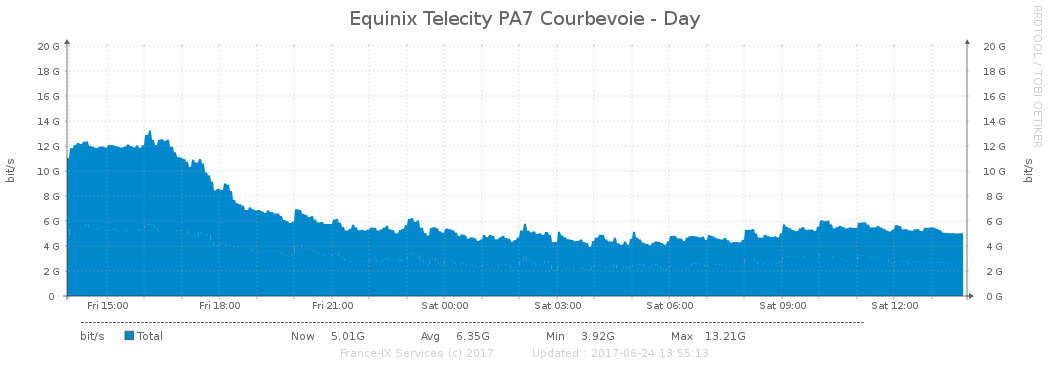 Equinix Telecity PA7 Courbevoie - Day
RRDTOOL / TOBI OETIKER
bit/s
bit/s
20 G 20 G
18 G 18 G
16 G 16 G
14 G 14 G
12 G 12 G
10 G 10 G
8 G 8 G
6 G 6 G
4 G 4 G
2 G 2 G
0 0 G
Fri 15:00 Fri 18:00 Fri 21:00 Sat 00:00 Sat 03:00 Sat 06:00 Sat 09:00 Sat 12:00
bit/s Total Now 5.01G Avg 6.35G Min 3.92G Max 13.21G
France-IX Services (c) 2017 Updated : 2017-06-24 13:55:13